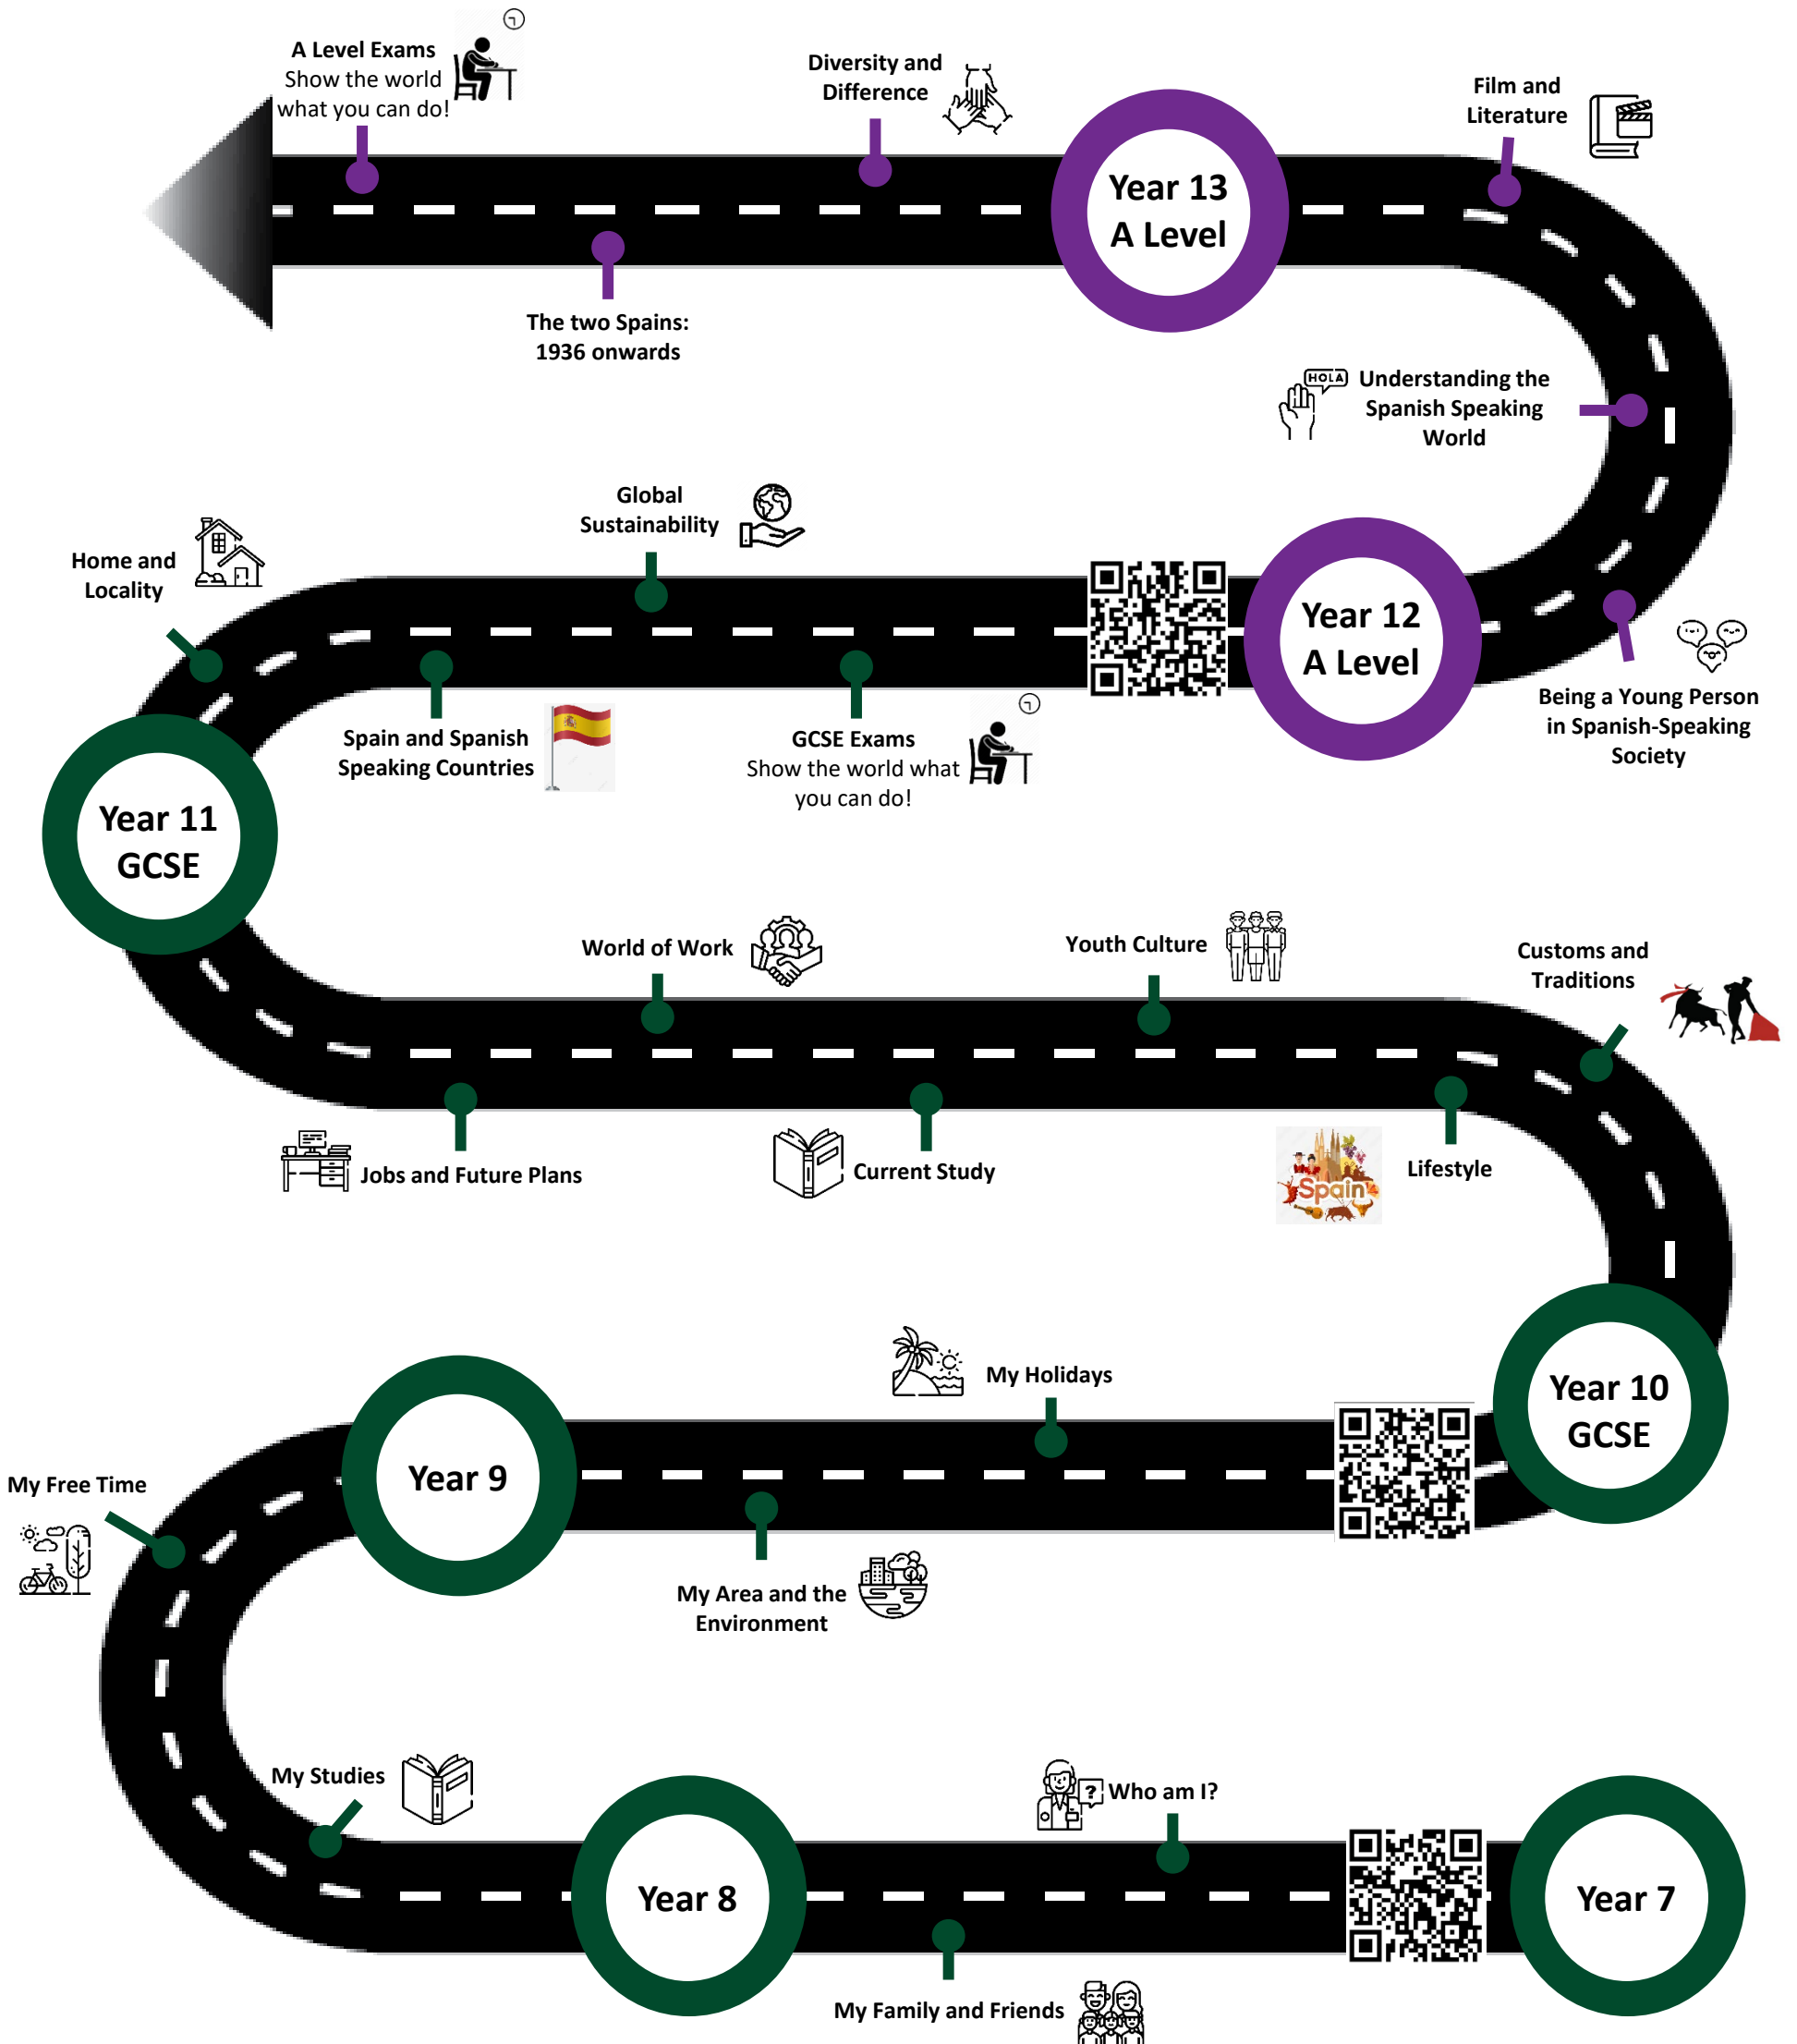 A Level Exams
Show the world
what you can do!
Diversity and
Difference
Film and
Literature
Year 13
A Level
The two Spains:
1936 onwards
HOLA
Understanding the
Spanish Speaking
World
Global
Sustainability
Home and
Locality
Year 12
A Level
Being a Young Person
in Spanish-Speaking
Society
Spain and Spanish
Speaking Countries
GCSE Exams
Show the world what
you can do!
Year 11
GCSE
World of Work
Youth Culture
Customs and
Traditions
Jobs and Future Plans
Current Study
Spain
Lifestyle
My Holidays
Year 10
GCSE
My Free Time
Year 9
My Area and the
Environment
My Studies
?
Who am I?
Year 8
Year 7
My Family and Friends